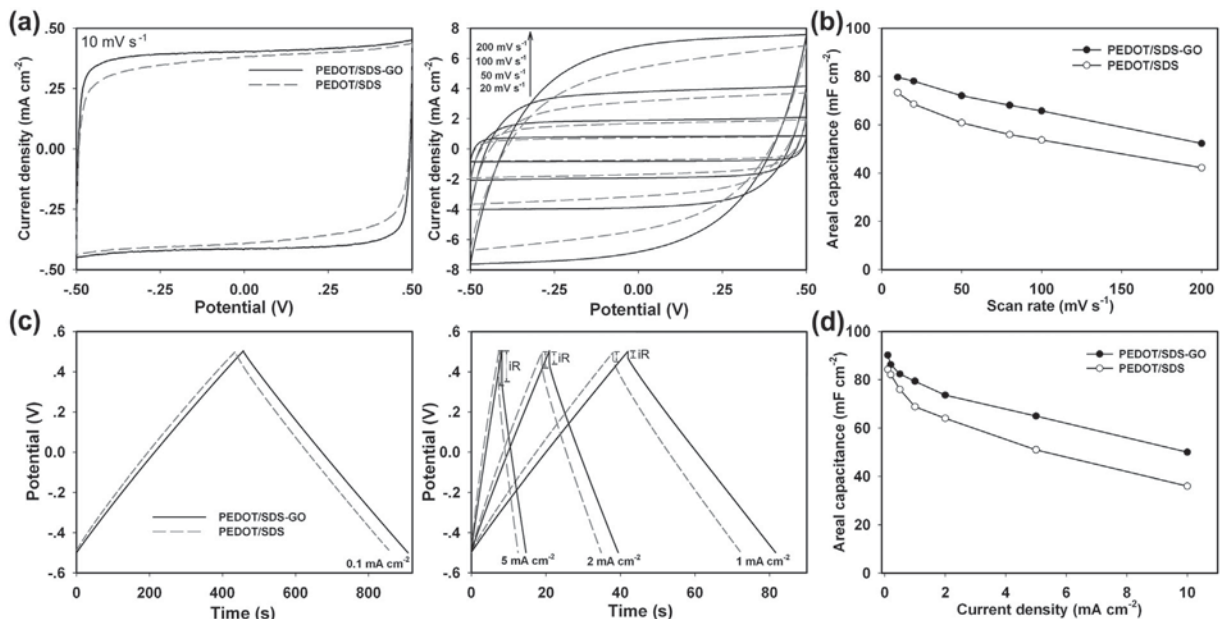 (a)
10 mV s⁻¹
PEDOT/SDS-GO
PEDOT/SDS
Current density (mA cm⁻²)
.50
.25
0.00
-.25
-.50
-.50
-.25
0.00
.25
.50
Potential (V)
200 mV s⁻¹
100 mV s⁻¹
50 mV s⁻¹
20 mV s⁻¹
Current density (mA cm⁻²)
8
6
4
2
0
-2
-4
-6
-8
-.50
-.25
0.00
.25
.50
Potential (V)
(b)
PEDOT/SDS-GO
PEDOT/SDS
Areal capacitance (mF cm⁻²)
100
80
60
40
20
0
0
50
100
150
200
Scan rate (mV s⁻¹)
(c)
Potential (V)
.6
.4
.2
0.0
-.2
-.4
-.6
PEDOT/SDS-GO
PEDOT/SDS
0.1 mA cm⁻²
0
200
400
600
800
Time (s)
Potential (V)
.6
.4
.2
0.0
-.2
-.4
-.6
iR
iR
iR
5 mA cm⁻²
2 mA cm⁻²
1 mA cm⁻²
0
20
40
60
80
Time (s)
(d)
PEDOT/SDS-GO
PEDOT/SDS
Areal capacitance (mF cm⁻²)
100
80
60
40
20
0
0
2
4
6
8
10
Current density (mA cm⁻²)